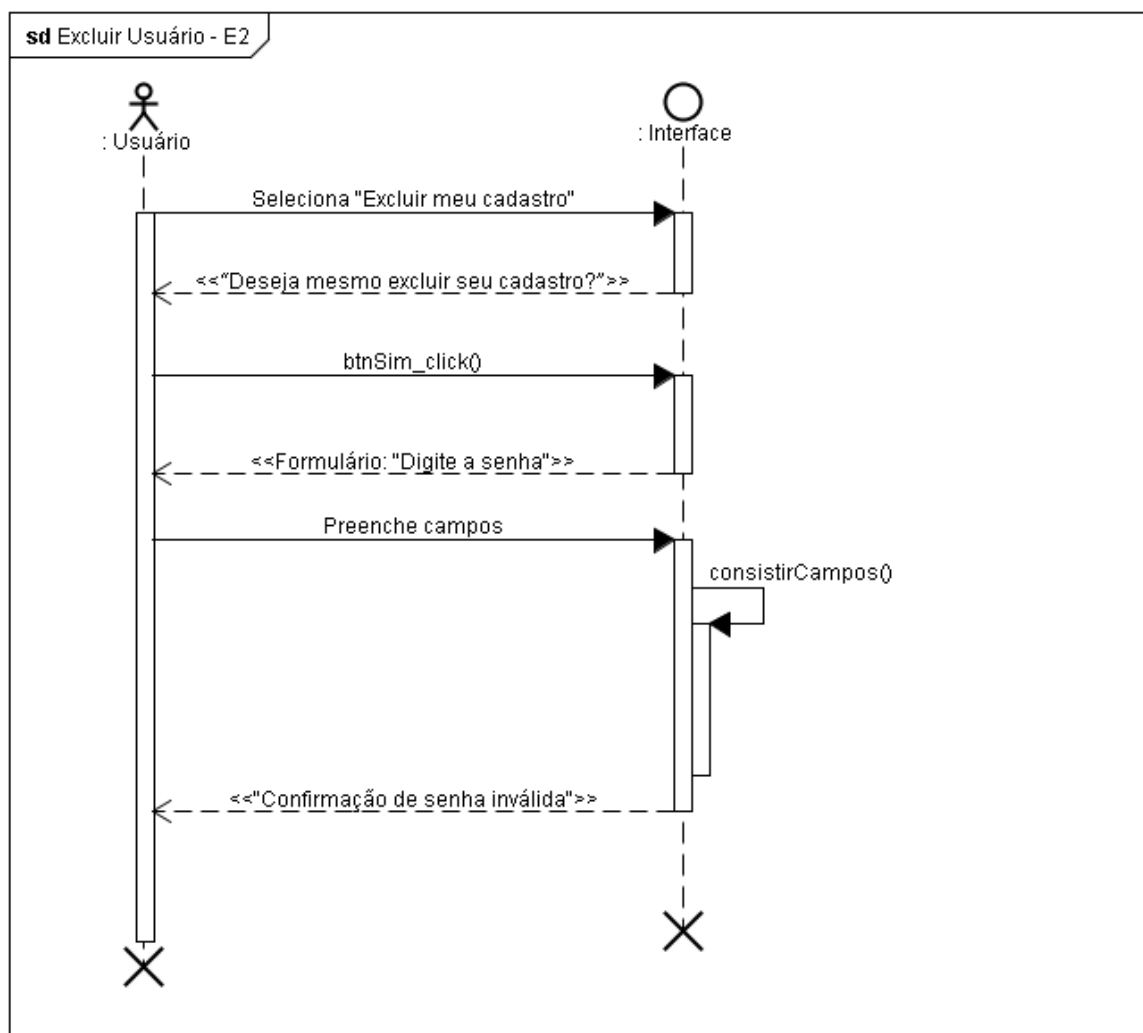 sd Excluir Usuário - E2
: Usuário
: Interface
Seleciona "Excluir meu cadastro"
<<"Deseja mesmo excluir seu cadastro?">>
btnSim_click()
<<Formulário: "Digite a senha">>
Preenche campos
consistirCampos()
<<"Confirmação de senha inválida">>